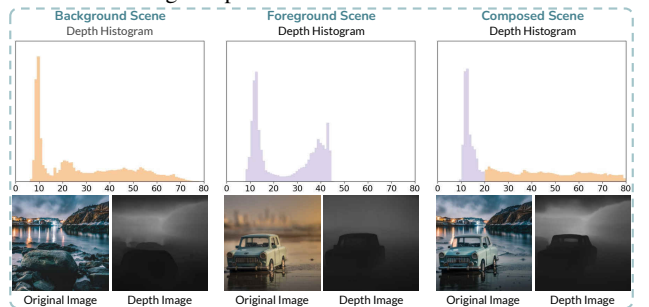 Background Scene
Depth Histogram
0 10 20 30 40 50 60 70 80
Original Image
Depth Image
Foreground Scene
Depth Histogram
0 10 20 30 40 50 60 70 80
Original Image
Depth Image
Composed Scene
Depth Histogram
0 10 20 30 40 50 60 70 80
Original Image
Depth Image